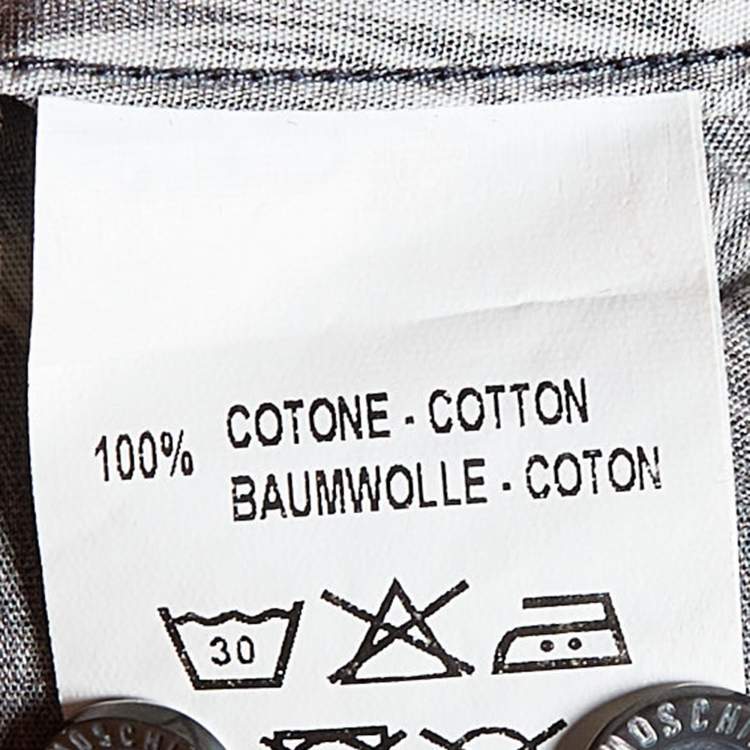 100% COTONE - COTTON
BAUMWOLLE - COTON
30